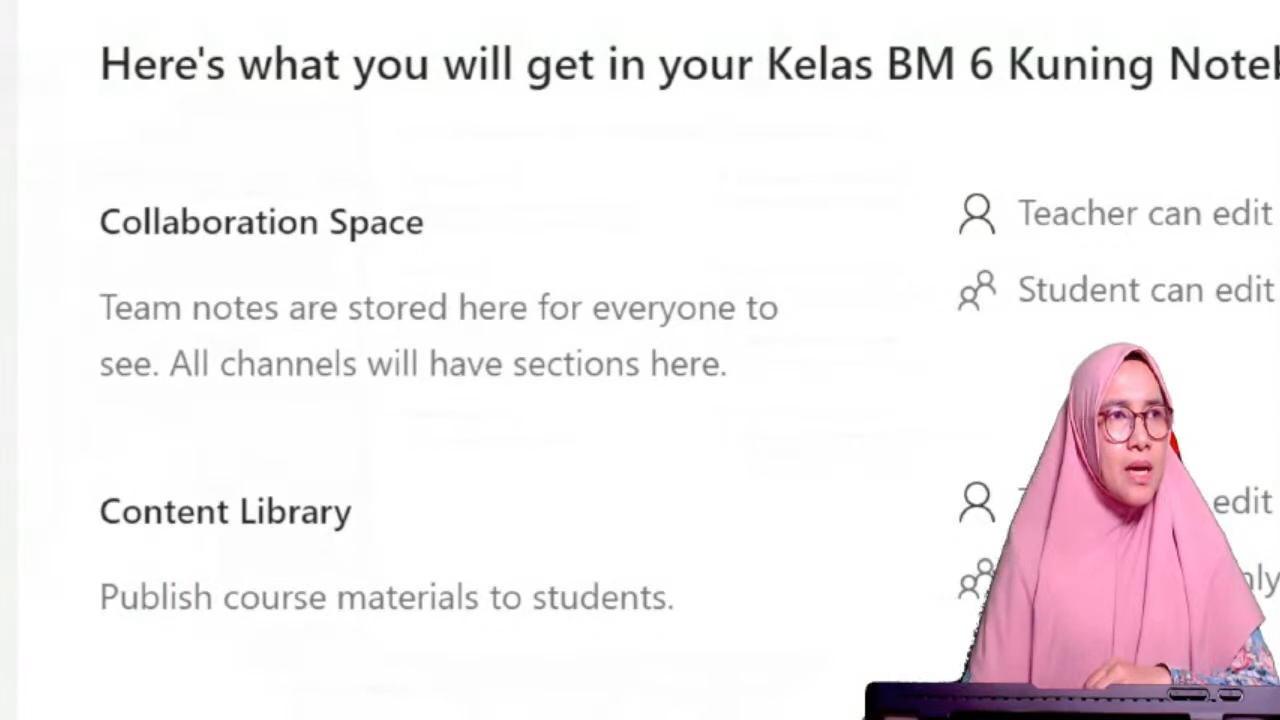 Here's what you will get in your Kelas BM 6 Kuning
Collaboration Space
Teacher can edit
Student can edit
Team notes are stored here for everyone to
see. All channels will have sections here.
Content Library
edit
Publish course materials to students.